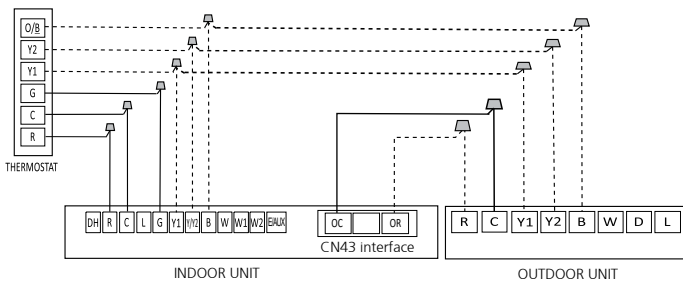 O/B
Y2
Y1
G
C
R
THERMOSTAT
DH R C L G Y1 Y/Y2 B W W1 W2 E/AUX
OC OR
CN43 interface
R C Y1 Y2 B W D L
INDOOR UNIT
OUTDOOR UNIT